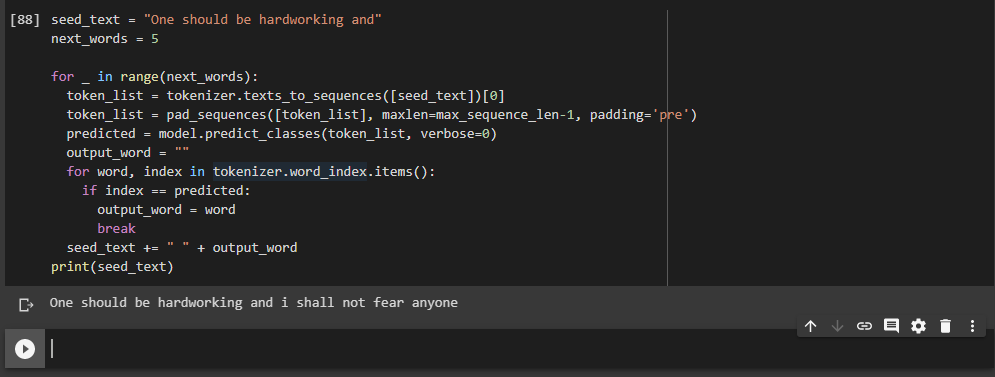 [88] seed_text = "One should be hardworking and"
next_words = 5
for _ in range(next_words):
token_list = tokenizer.texts_to_sequences([seed_text])[0]
token_list = pad_sequences([token_list], maxlen=max_sequence_len-1, padding='pre')
predicted = model.predict_classes(token_list, verbose=0)
output_word = ""
for word, index in tokenizer.word_index.items():
if index == predicted:
output_word = word
break
seed_text += " " + output_word
print(seed_text)
One should be hardworking and i shall not fear anyone